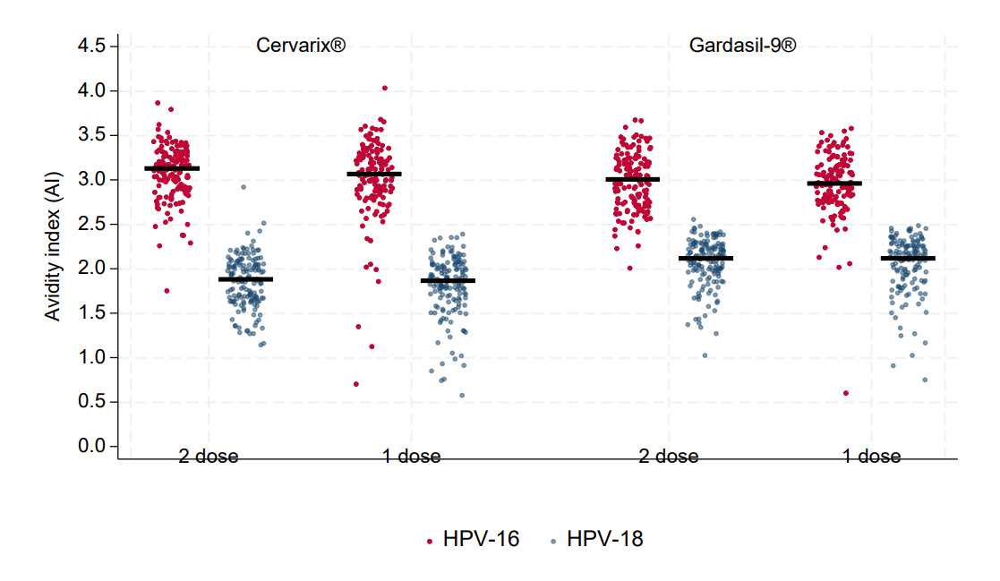 Cervarix®
Gardasil-9®
Avidity index (AI)
4.5
4.0
3.5
3.0
2.5
2.0
1.5
1.0
0.5
0.0
2 dose
1 dose
2 dose
1 dose
HPV-16
HPV-18